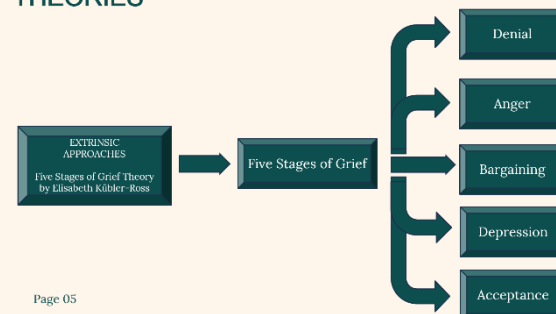 THEORIES
EXTRINSIC
APPROACHES
Five Stages of Grief Theory
by Elisabeth Kübler-Ross
Five Stages of Grief
Denial
Anger
Bargaining
Depression
Acceptance
Page 05